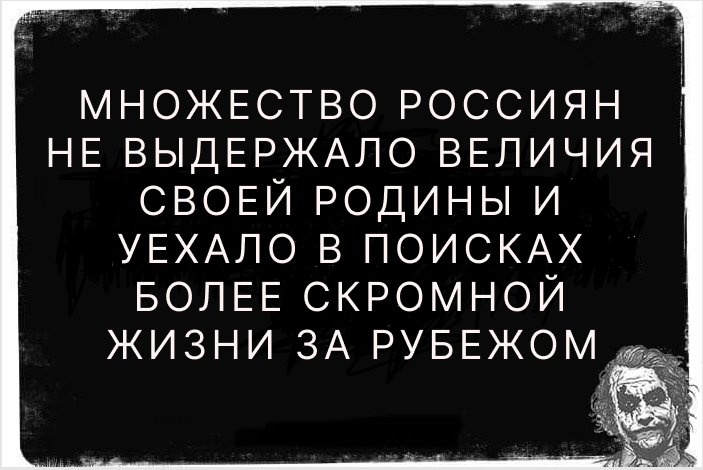 МНОЖЕСТВО РОССИЯН
НЕ ВЫДЕРЖАЛО ВЕЛИЧИЯ
СВОЕЙ РОДИНЫ И
УЕХАЛО В ПОИСКАХ
БОЛЕЕ СКРОМНОЙ
ЖИЗНИ ЗА РУБЕЖОМ